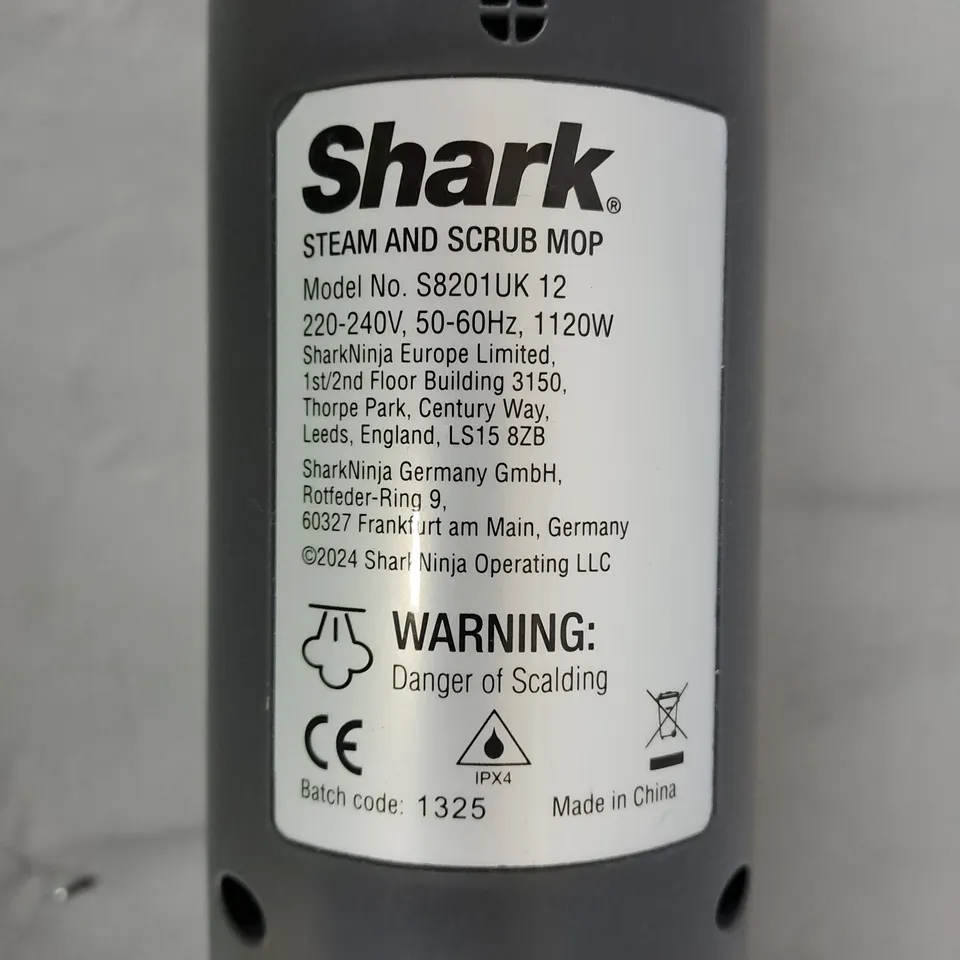 Shark®
STEAM AND SCRUB MOP
Model No. S8201UK 12
220-240V, 50-60Hz, 1120W
SharkNinja Europe Limited,
1st/2nd Floor Building 3150,
Thorpe Park, Century Way,
Leeds, England, LS15 8ZB
SharkNinja Germany GmbH,
Rotfeder-Ring 9,
60327 Frankfurt am Main, Germany
©2024 SharkNinja Operating LLC
WARNING:
Danger of Scalding
CE
IPX4
Batch code: 1325
Made in China